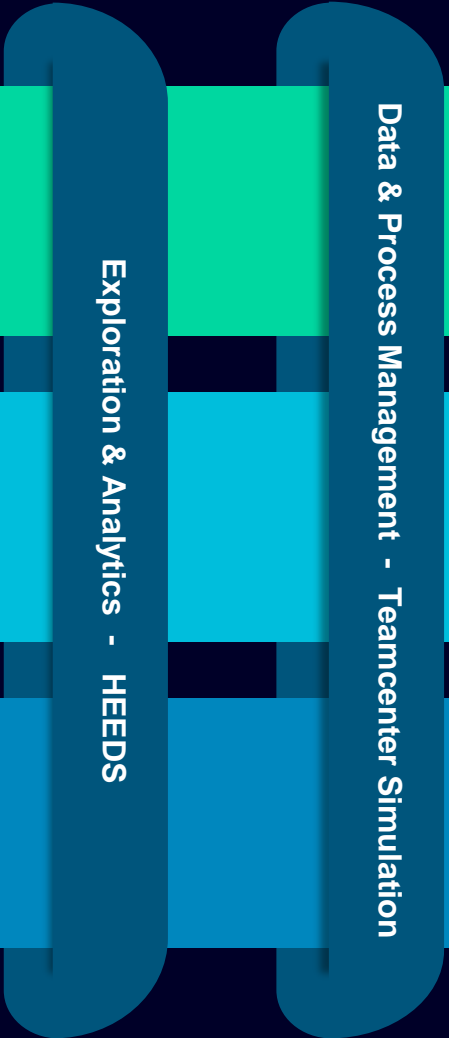 Exploration & Analytics - HEEDS
Data & Process Management - Teamcenter Simulation